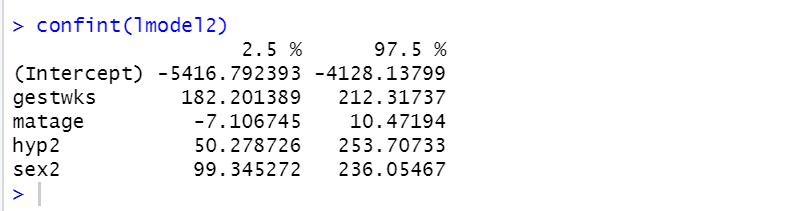 > confint(lmodel2)
                  2.5 %      97.5 %
(Intercept) -5416.792393 -4128.13799
gestwks       182.201389   212.31737
matage         -7.106745    10.47194
hyp2           50.278726   253.70733
sex2           99.345272   236.05467
>